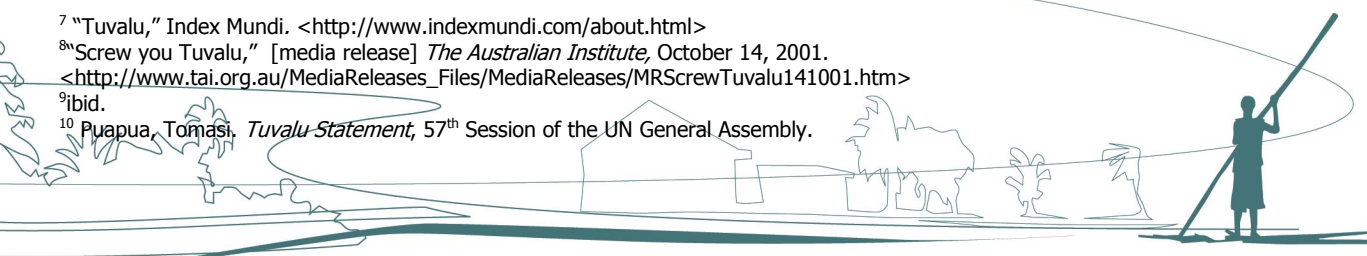 7 “Tuvalu,” Index Mundi. <http://www.indexmundi.com/about.html>
8“Screw you Tuvalu,” [media release] The Australian Institute, October 14, 2001.
<http://www.tai.org.au/MediaReleases_Files/MediaReleases/MRScrewTuvalu141001.htm>
9ibid.
10 Puapua, Tomasi. Tuvalu Statement, 57th Session of the UN General Assembly.